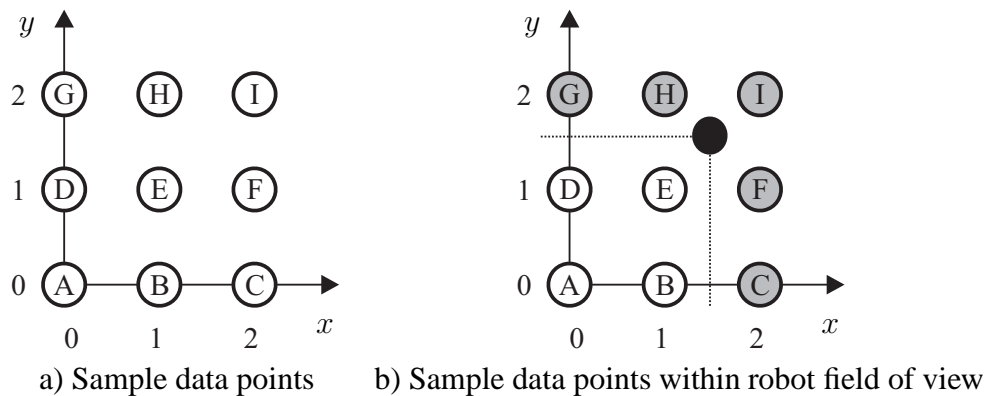 y
2 G H I
1 D E F
0 A B C
0 1 2 x
a) Sample data points
y
2 G H I
1 D E F
0 A B C
0 1 2 x
b) Sample data points within robot field of view